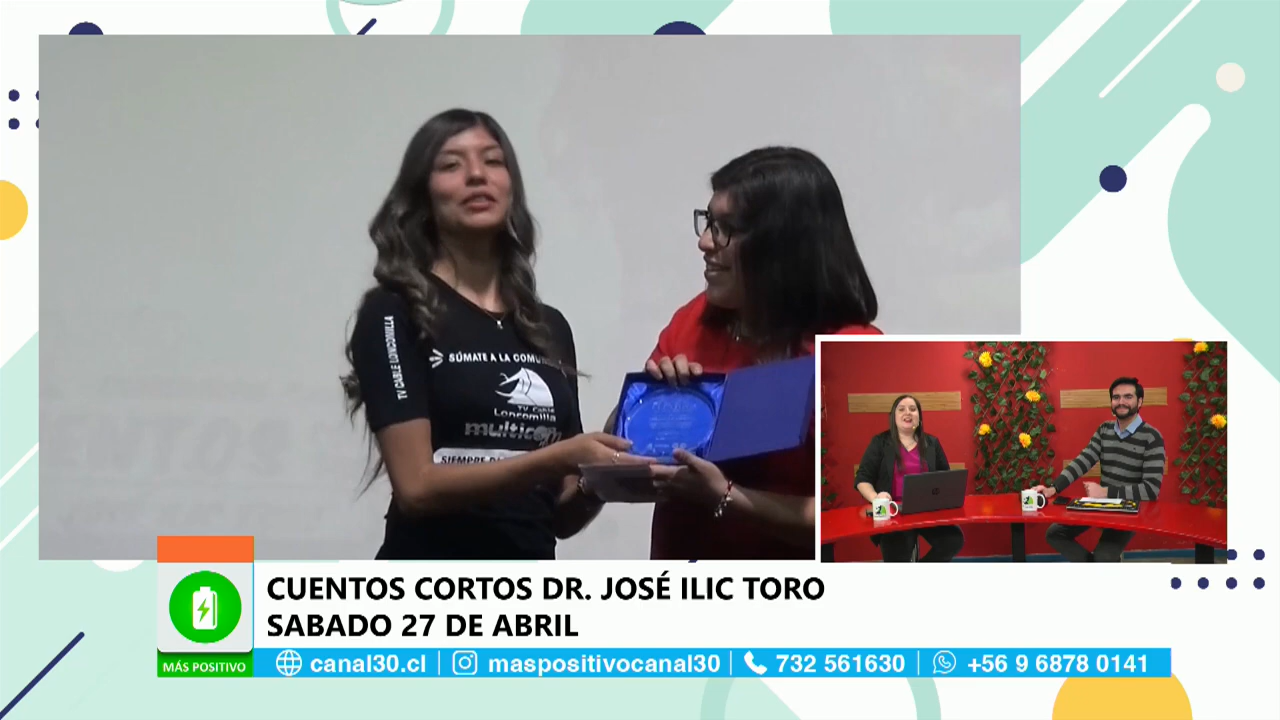 TV CABLE LONCOMILLA
SÚMATE A LA COMUNI
TV Cable
Loncomilla
multicom
SIEMPRE
CUENTOS CORTOS DR. JOSÉ ILIC TORO
SABADO 27 DE ABRIL
MÁS POSITIVO
canal30.cl
maspositivocanal30
732 561630
+56 9 6878 0141